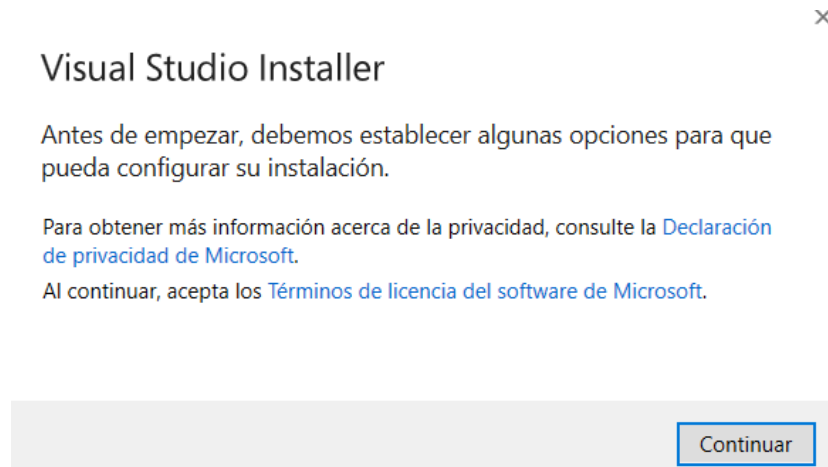 Visual Studio Installer
Antes de empezar, debemos establecer algunas opciones para que
pueda configurar su instalación.
Para obtener más información acerca de la privacidad, consulte la Declaración
de privacidad de Microsoft.
Al continuar, acepta los Términos de licencia del software de Microsoft.
Continuar